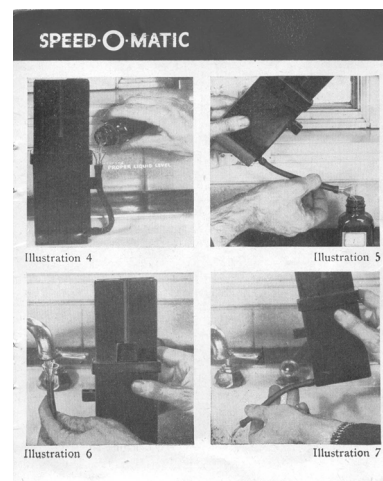 SPEED-O-MATIC
PROPER LIQUID LEVEL
Illustration 4
Illustration 5
Illustration 6
Illustration 7